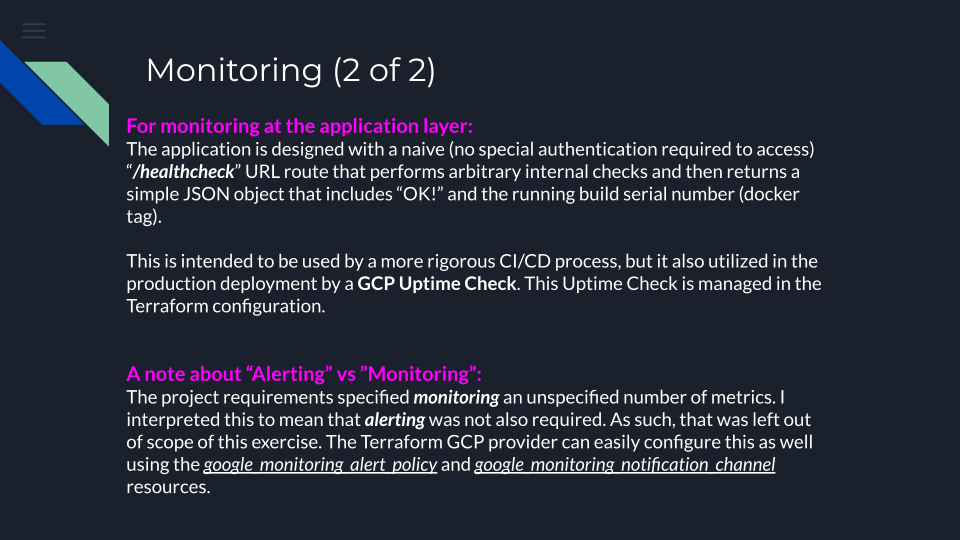 Monitoring (2 of 2)
For monitoring at the application layer:
The application is designed with a naive (no special authentication required to access)
“/healthcheck” URL route that performs arbitrary internal checks and then returns a
simple JSON object that includes “OK!” and the running build serial number (docker
tag).
This is intended to be used by a more rigorous CI/CD process, but it also utilized in the
production deployment by a GCP Uptime Check. This Uptime Check is managed in the
Terraform configuration.
A note about “Alerting” vs ”Monitoring”:
The project requirements specified monitoring an unspecified number of metrics. I
interpreted this to mean that alerting was not also required. As such, that was left out
of scope of this exercise. The Terraform GCP provider can easily configure this as well
using the google_monitoring_alert_policy and google_monitoring_notification_channel
resources.